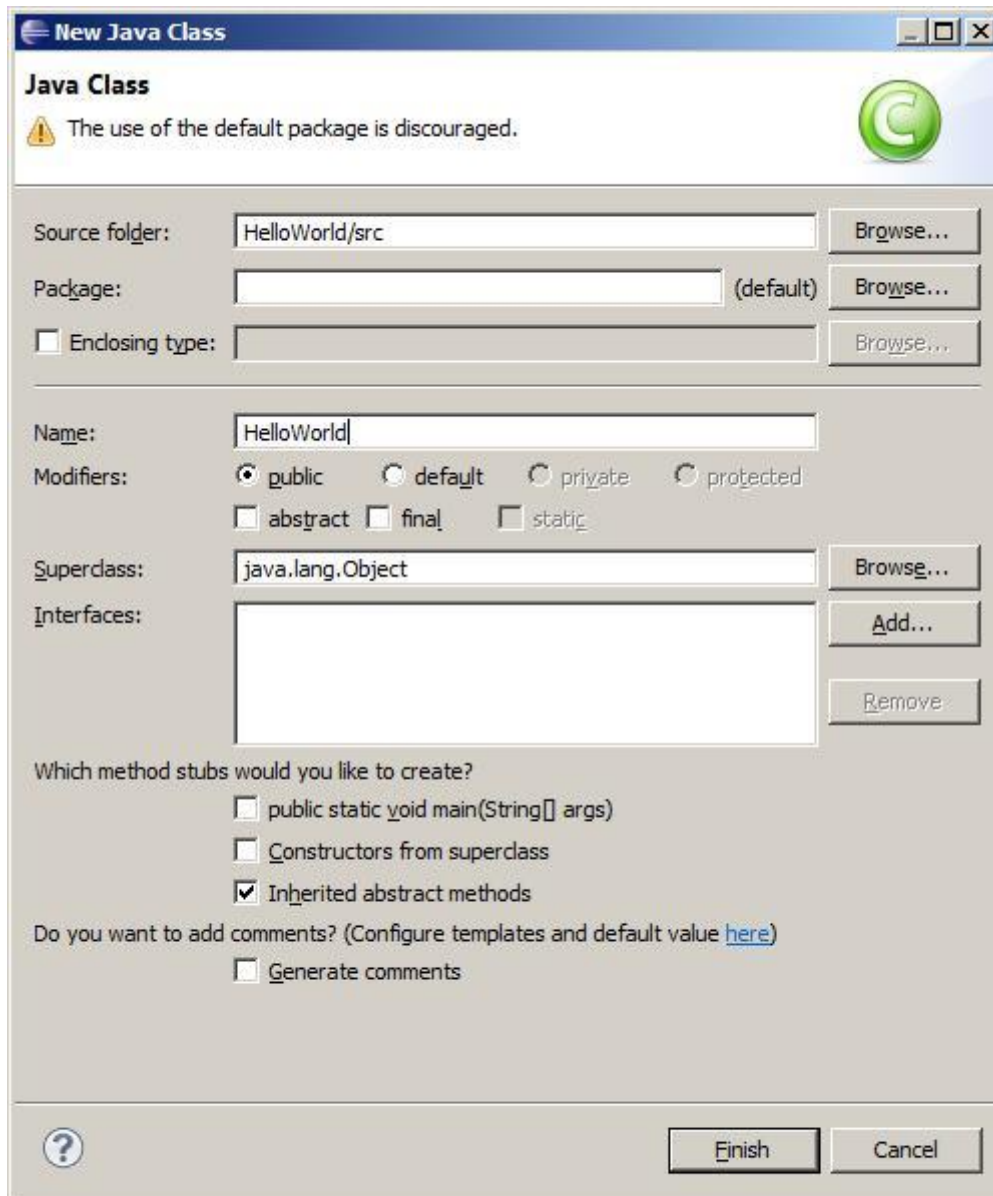 New Java Class
Java Class
The use of the default package is discouraged.
Source folder: HelloWorld/src Browse...
Package: (default) Browse...
Enclosing type: Browse...
Name: HelloWorld
Modifiers: public default private protected
abstract final static
Superclass: java.lang.Object Browse...
Interfaces: Add...
Remove
Which method stubs would you like to create?
public static void main(String[] args)
Constructors from superclass
Inherited abstract methods
Do you want to add comments? (Configure templates and default value here)
Generate comments
? Finish Cancel